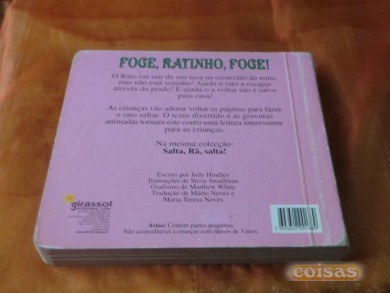 FOGE, RATINHO, FOGE!
O Rato vai sair da sua toca na escuridão da noite,
mas não está sozinho! Ajuda o rato a escapar
através do prado! E ajuda-o a voltar são e salvo
para casa!
As crianças vão adorar voltar as páginas para fazer
o rato saltar. O texto divertido e as gravuras
animadas tornam este conto uma leitura interessante
para as crianças.
Na mesma colecção:
Salta, Rã, salta!
Escrito por Judy Hindley
Ilustrações de Steve Smallman
Grafismo de Matthew White
Tradução de Mário Neves e
Maria Teresa Neves
girassol
Aviso: Contém partes pequenas
Não aconselhável a crianças com menos de 3 anos.
coisas